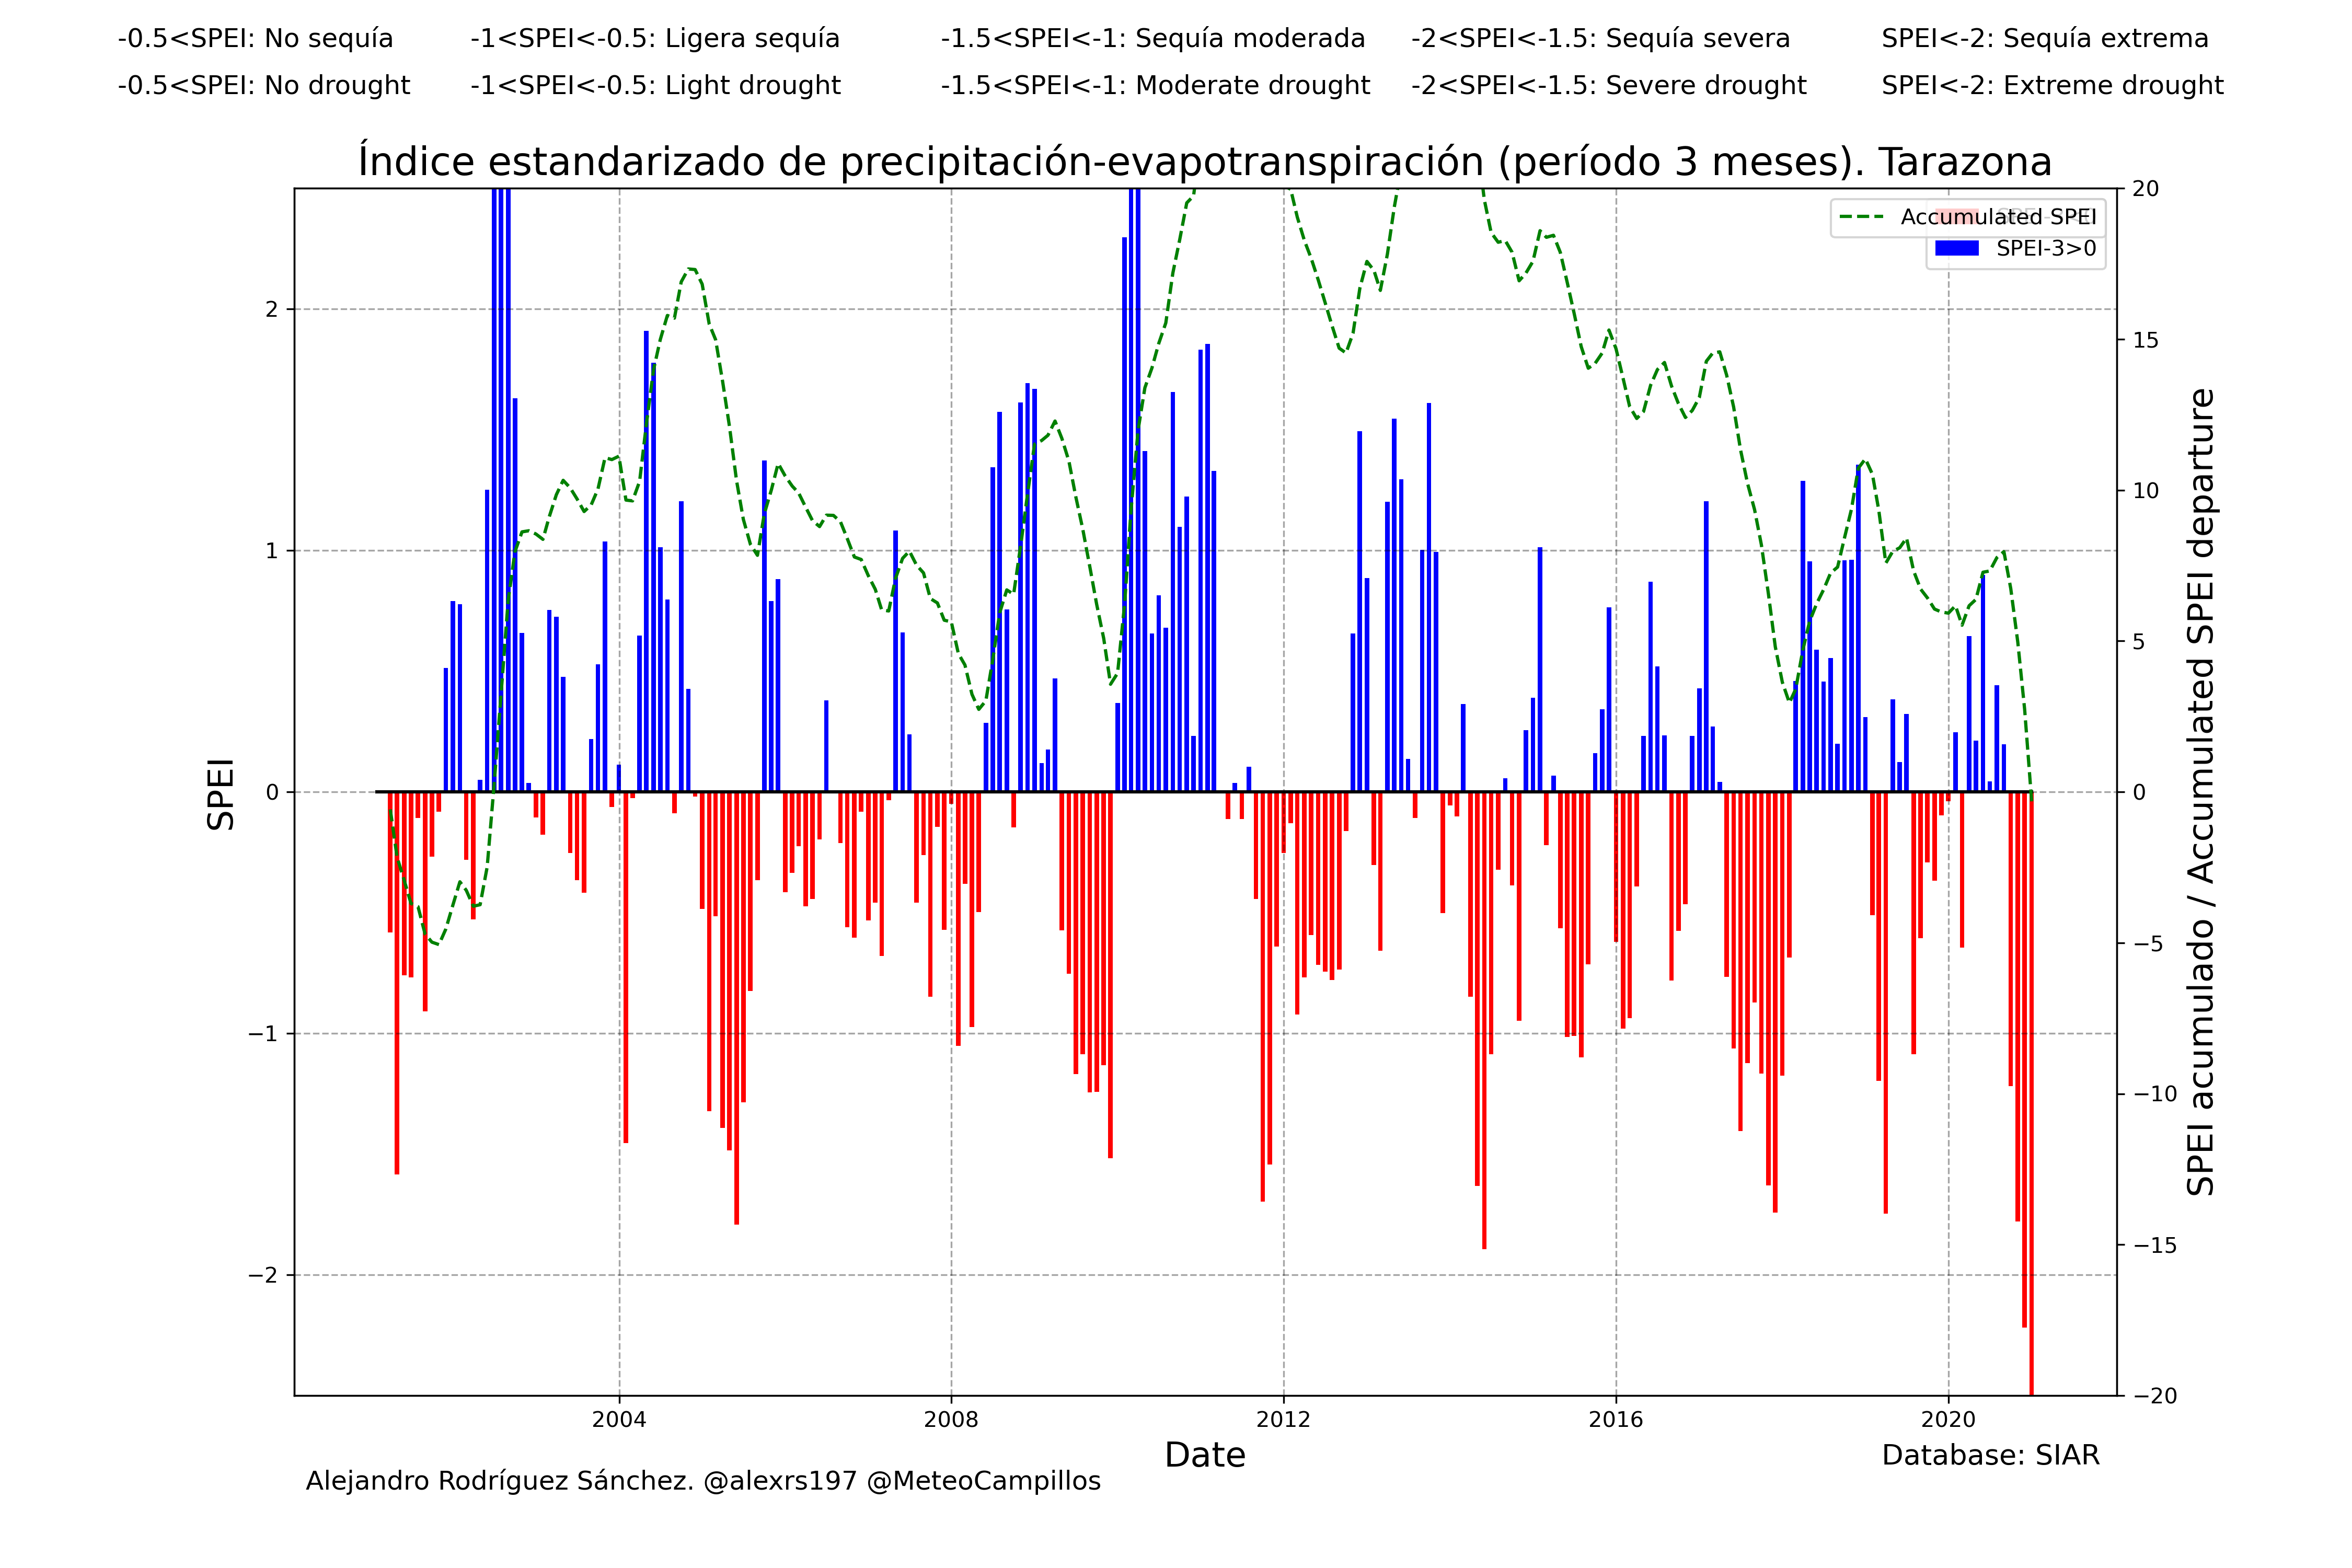 -0.5<SPEI: No sequía -1<SPEI<-0.5: Ligera sequía -1.5<SPEI<-1: Sequía moderada -2<SPEI<-1.5: Sequía severa SPEI<-2: Sequía extrema
-0.5<SPEI: No drought -1<SPEI<-0.5: Light drought -1.5<SPEI<-1: Moderate drought -2<SPEI<-1.5: Severe drought SPEI<-2: Extreme drought
Índice estandarizado de precipitación-evapotranspiración (período 3 meses). Tarazona
Accumulated SPEI
SPEI-3>0
SPEI
2
1
0
−1
−2
20
15
10
5
0
−5
−10
−15
−20
SPEI acumulado / Accumulated SPEI departure
2004 2008 2012 2016 2020
Date
Database: SIAR
Alejandro Rodríguez Sánchez. @alexrs197 @MeteoCampillos